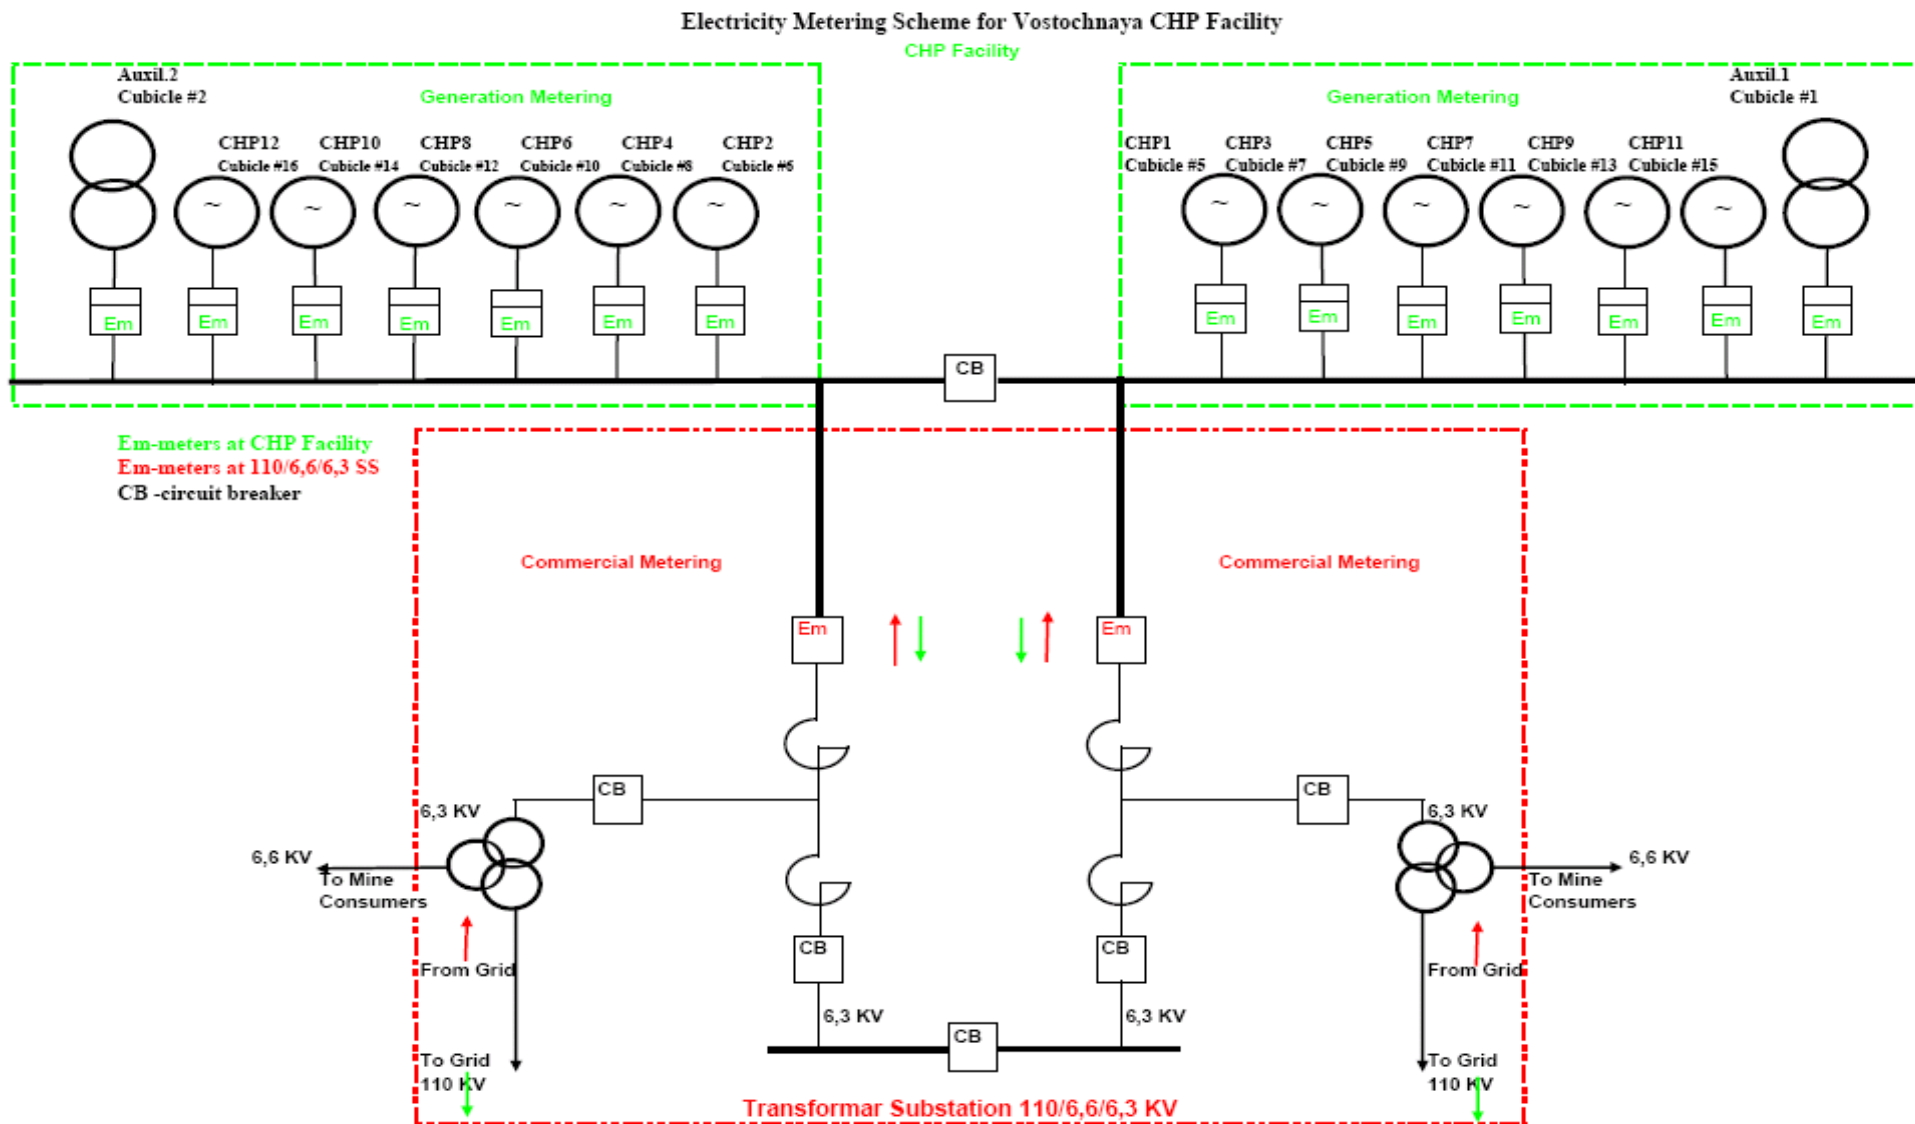 Electricity Metering Scheme for Vostochnaya CHP Facility
CHP Facility
Auxil.2
Cubicle #2
Generation Metering
CHP12
Cubicle #16
CHP10
Cubicle #14
CHP8
Cubicle #12
CHP6
Cubicle #10
CHP4
Cubicle #8
CHP2
Cubicle #6
~ ~ ~ ~ ~ ~
Em Em Em Em Em Em Em
Generation Metering
Auxil.1
Cubicle #1
CHP1
Cubicle #5
CHP3
Cubicle #7
CHP5
Cubicle #9
CHP7
Cubicle #11
CHP9
Cubicle #13
CHP11
Cubicle #15
~ ~ ~ ~ ~ ~
Em Em Em Em Em Em Em
CB
Em-meters at CHP Facility
Em-meters at 110/6,6/6,3 SS
CB -circuit breaker
Commercial Metering
Commercial Metering
Em
Em
CB
CB
6,3 KV
6,3 KV
6,6 KV
To Mine
Consumers
6,6 KV
To Mine
Consumers
CB
CB
From Grid
From Grid
6,3 KV
6,3 KV
CB
To Grid
110 KV
To Grid
110 KV
Transformar Substation 110/6,6/6,3 KV